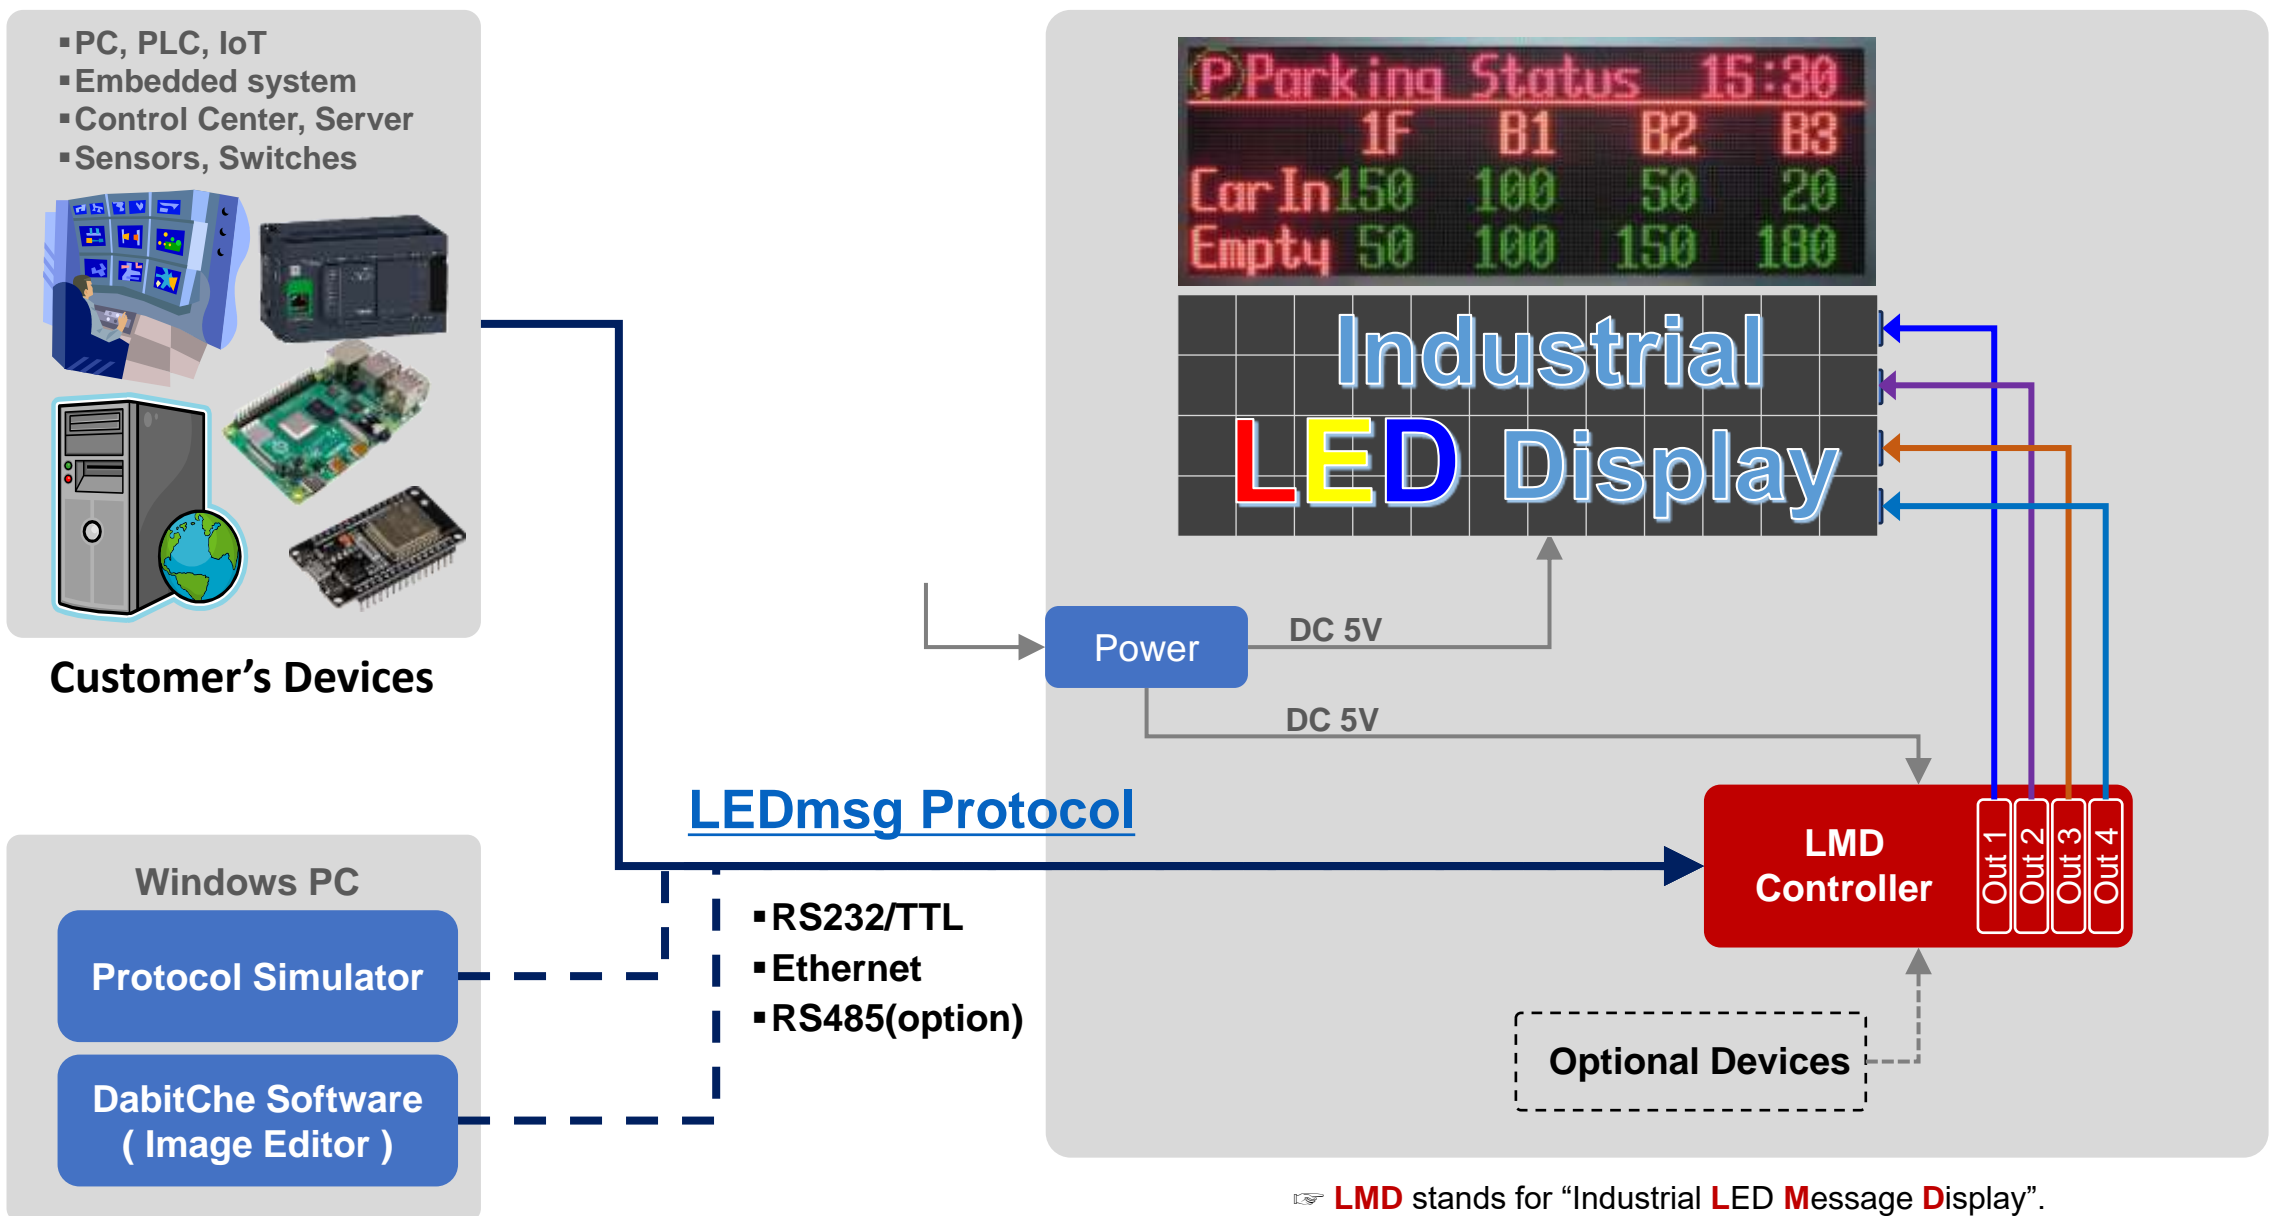 ▪PC, PLC, IoT
▪Embedded system
▪Control Center, Server
▪Sensors, Switches
Customer’s Devices
Windows PC
Protocol Simulator
DabitChe Software
( Image Editor )
LEDmsg Protocol
▪RS232/TTL
▪Ethernet
▪RS485(option)
P Parking Status 15:30
1F B1 B2 B3
Car In 150 100 50 20
Empty 50 100 150 180
Industrial
LED Display
Power
DC 5V
DC 5V
LMD
Controller
Out 1
Out 2
Out 3
Out 4
Optional Devices
☞ LMD stands for “Industrial LED Message Display”.